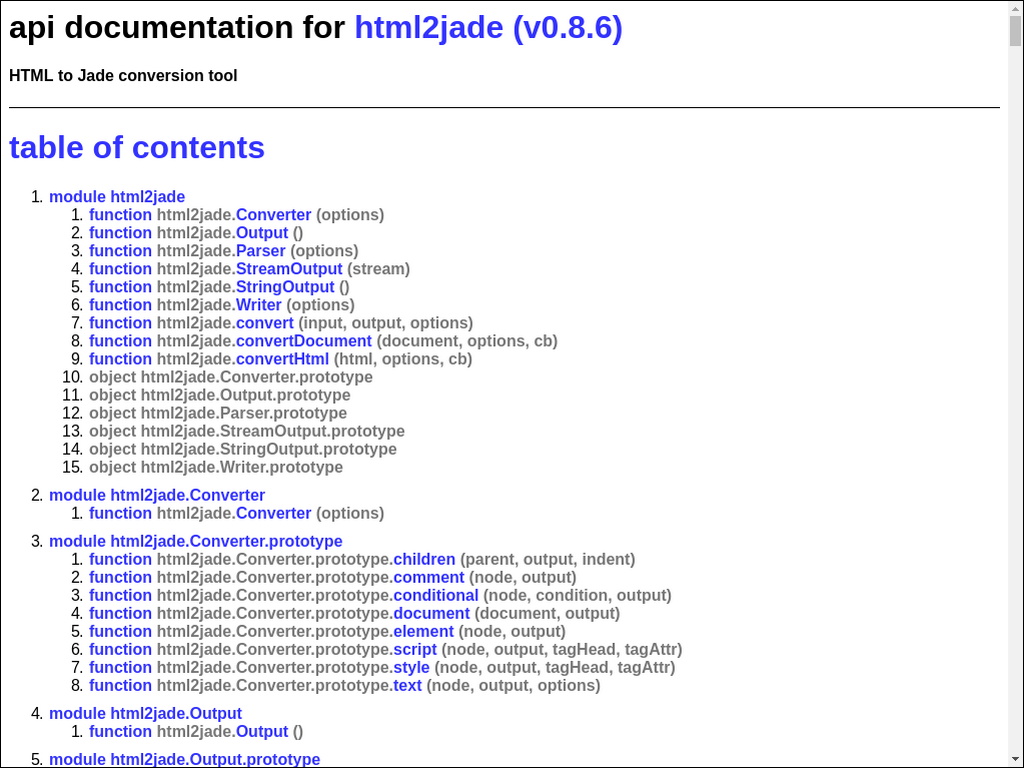 api documentation for html2jade (v0.8.6)
HTML to Jade conversion tool
table of contents
1. module html2jade
1. function html2jade.Converter (options)
2. function html2jade.Output ()
3. function html2jade.Parser (options)
4. function html2jade.StreamOutput (stream)
5. function html2jade.StringOutput ()
6. function html2jade.Writer (options)
7. function html2jade.convert (input, output, options)
8. function html2jade.convertDocument (document, options, cb)
9. function html2jade.convertHtml (html, options, cb)
10. object html2jade.Converter.prototype
11. object html2jade.Output.prototype
12. object html2jade.Parser.prototype
13. object html2jade.StreamOutput.prototype
14. object html2jade.StringOutput.prototype
15. object html2jade.Writer.prototype
2. module html2jade.Converter
1. function html2jade.Converter (options)
3. module html2jade.Converter.prototype
1. function html2jade.Converter.prototype.children (parent, output, indent)
2. function html2jade.Converter.prototype.comment (node, output)
3. function html2jade.Converter.prototype.conditional (node, condition, output)
4. function html2jade.Converter.prototype.document (document, output)
5. function html2jade.Converter.prototype.element (node, output)
6. function html2jade.Converter.prototype.script (node, output, tagHead, tagAttr)
7. function html2jade.Converter.prototype.style (node, output, tagHead, tagAttr)
8. function html2jade.Converter.prototype.text (node, output, options)
4. module html2jade.Output
1. function html2jade.Output ()
5. module html2jade.Output.prototype